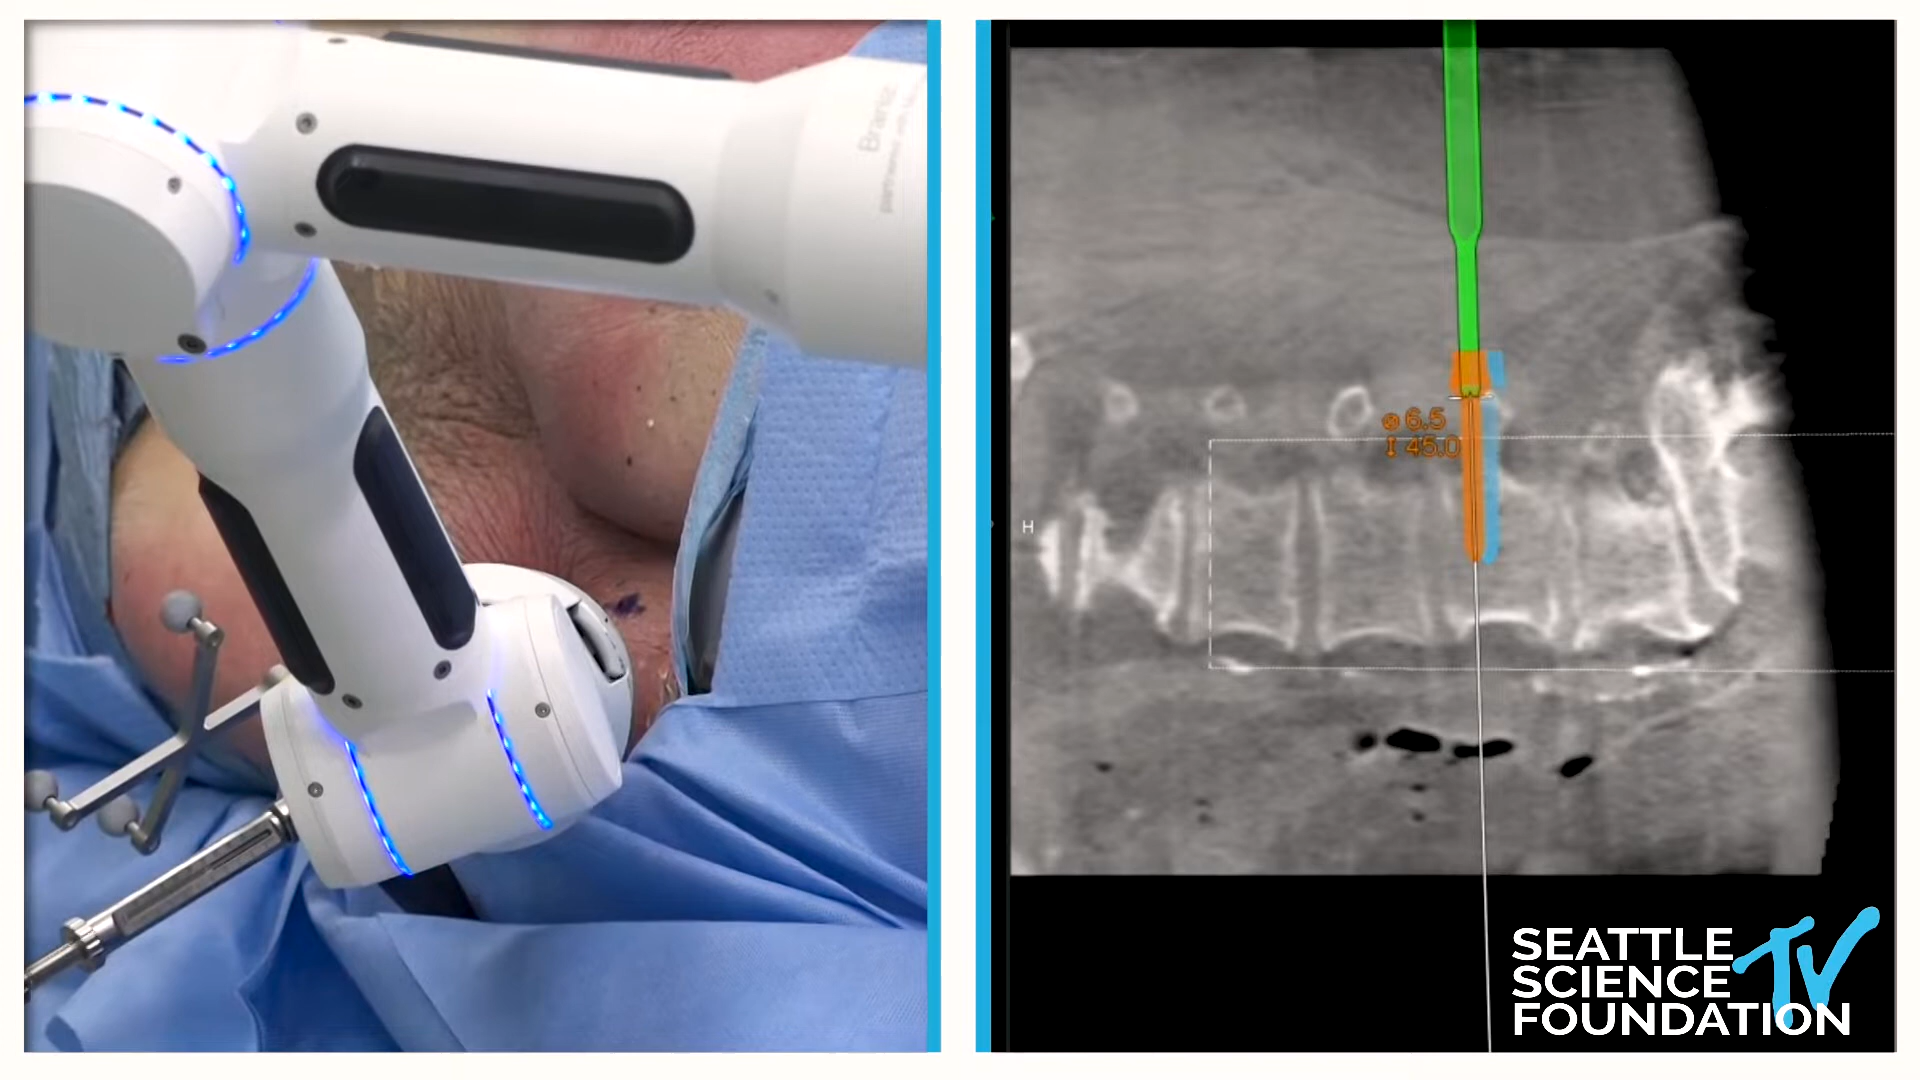 H
⌀ 6.5
↧ 45.0
SEATTLE
SCIENCE
FOUNDATION
TV